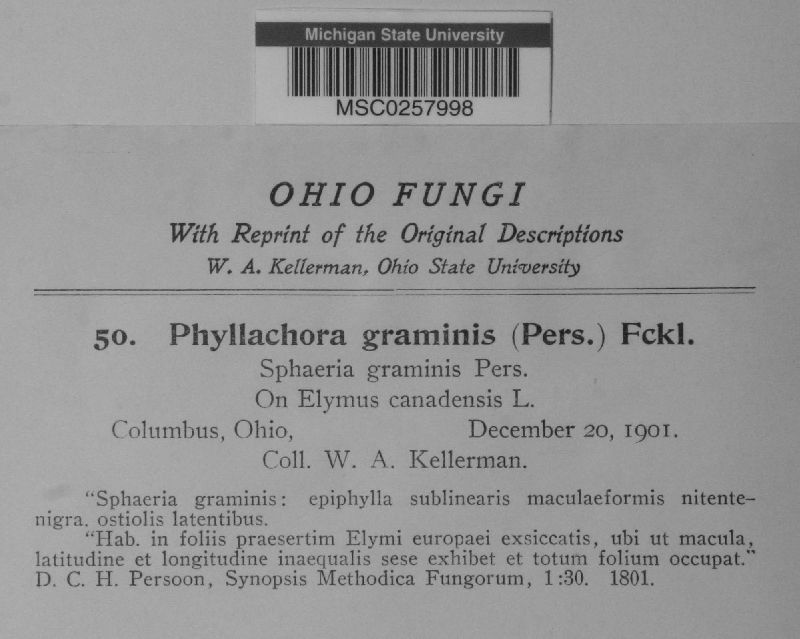 Michigan State University
MSC0257998
OHIO FUNGI
With Reprint of the Original Descriptions
W. A. Kellerman, Ohio State University
50. Phyllachora graminis (Pers.) Fckl.
Sphaeria graminis Pers.
On Elymus canadensis L.
Columbus, Ohio, December 20, 1901.
Coll. W. A. Kellerman.
"Sphaeria graminis: epiphylla sublinearis maculaeformis nitente-
nigra. ostiolis latentibus.
"Hab. in foliis praesertim Elymi europaei exsiccatis, ubi ut macula,
latitudine et longitudine inaequalis sese exhibet et totum folium occupat."
D. C. H. Persoon, Synopsis Methodica Fungorum, 1:30. 1801.